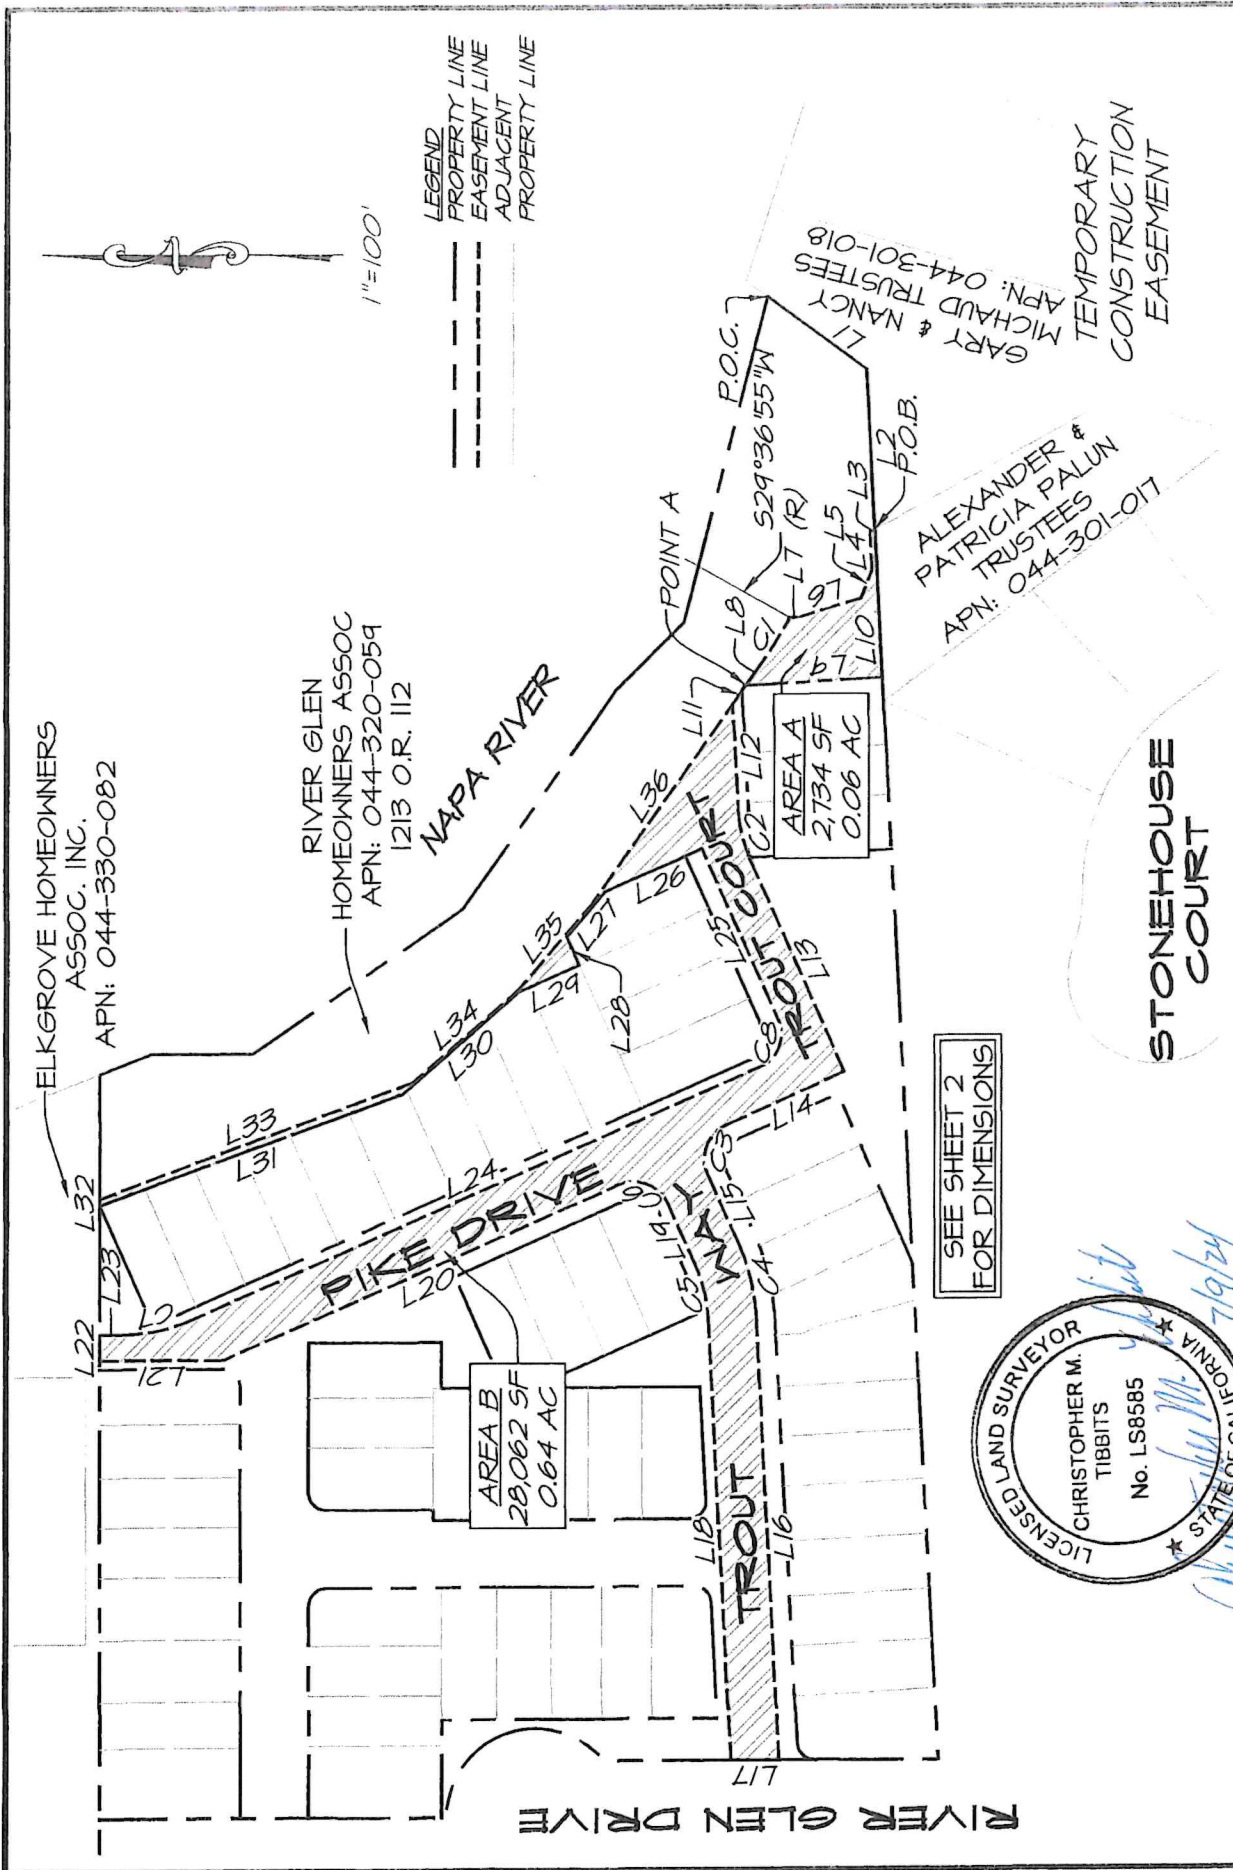 ELKGROVE HOMEOWNERS
ASSOC. INC.
APN: 044-330-082
RIVER GLEN
HOMEOWNERS ASSOC
APN: 044-320-059
1213 O.R. 112
NAPA RIVER
1"=100'
LEGEND
PROPERTY LINE
EASEMENT LINE
ADJACENT
PROPERTY LINE
POINT A
P.O.C.
S29°36'55"W
(R)
GARY & NANCY
MICHAUD TRUSTEES
APN: 044-301-018
TEMPORARY
CONSTRUCTION
EASEMENT
L1
L2
P.O.B.
L3
L4
L5
L6
L7
L8
C1
L9
L10
L11
L12
C2
AREA A
2,734 SF
0.06 AC
ALEXANDER &
PATRICIA PALUN
TRUSTEES
APN: 044-301-017
STONEHOUSE
COURT
L36
L26
L27
L35
L28
L29
L25
TROUT COURT
L13
C8
L34
L30
L33
L31
L32
L23
L22
C7
L21
L24
PIKE DRIVE
L20
C6
L19
C5
L14
C3
L15
C4
TROUT WAY
L18
L16
L17
AREA B
28,062 SF
0.64 AC
RIVER GLEN DRIVE
SEE SHEET 2
FOR DIMENSIONS
LICENSED LAND SURVEYOR
CHRISTOPHER M.
TIBBITS
No. LS8585
STATE OF CALIFORNIA
7/9/24